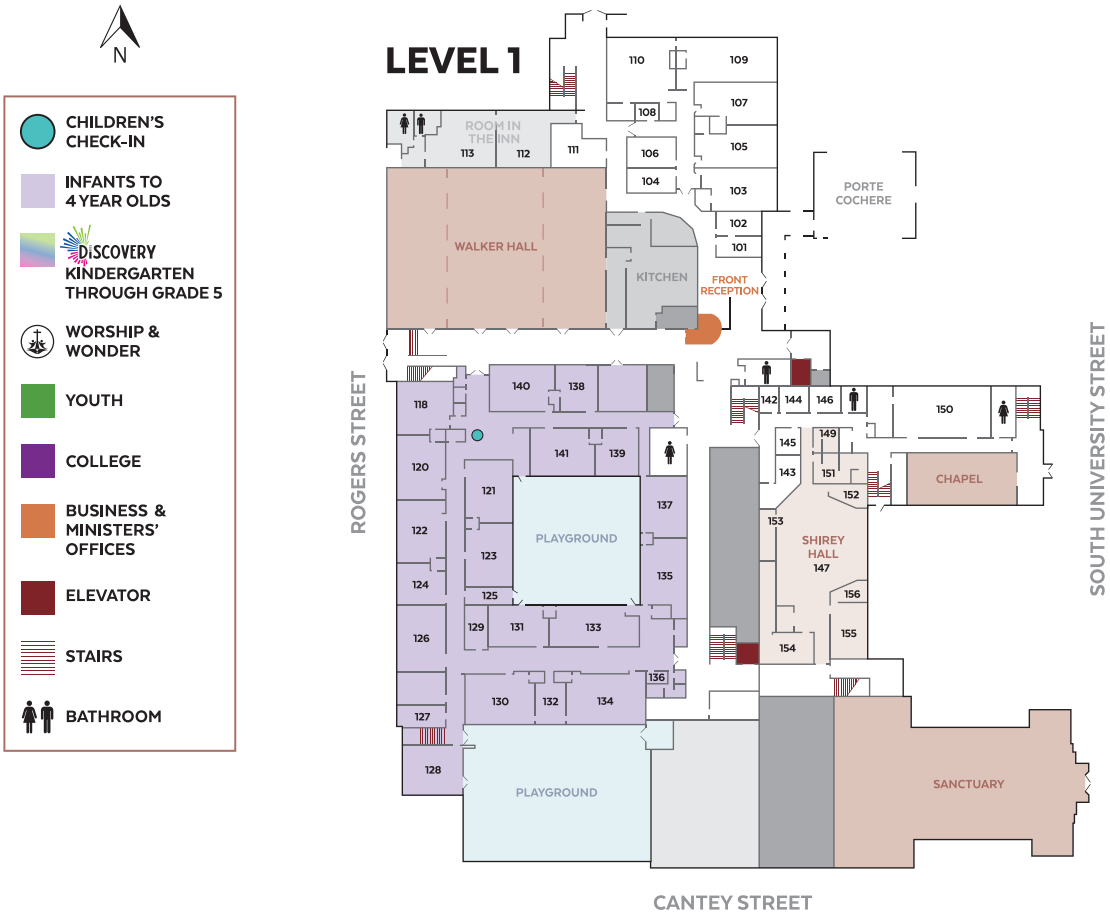 N
LEVEL 1
CHILDREN'S
CHECK-IN
INFANTS TO
4 YEAR OLDS
DiSCOVERY
KINDERGARTEN
THROUGH GRADE 5
WORSHIP &
WONDER
YOUTH
COLLEGE
BUSINESS &
MINISTERS'
OFFICES
ELEVATOR
STAIRS
BATHROOM
110
109
108
107
ROOM IN
THE INN
113
112
111
106
105
104
103
102
101
PORTE
COCHERE
WALKER HALL
KITCHEN
FRONT
RECEPTION
ROGERS STREET
SOUTH UNIVERSITY STREET
118
140
138
142
144
146
150
120
141
139
145
149
143
151
CHAPEL
121
137
152
122
123
PLAYGROUND
153
SHIREY
HALL
147
124
125
135
156
126
129
131
133
155
154
136
130
132
134
127
128
PLAYGROUND
SANCTUARY
CANTEY STREET